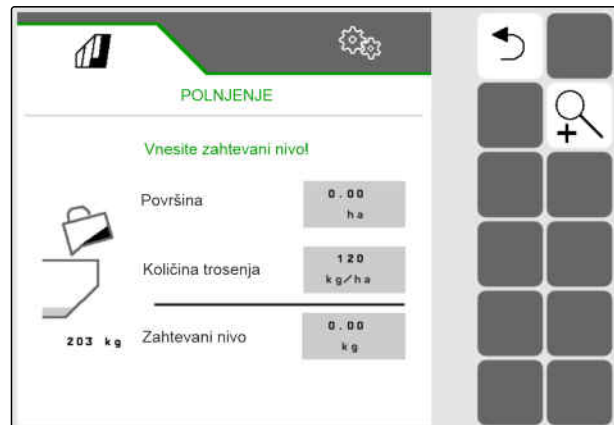 POLNJENJE
Vnesite zahtevani nivo!
Površina
0.00
ha
Količina trosenja
120
kg/ha
203 kg
Zahtevani nivo
0.00
kg